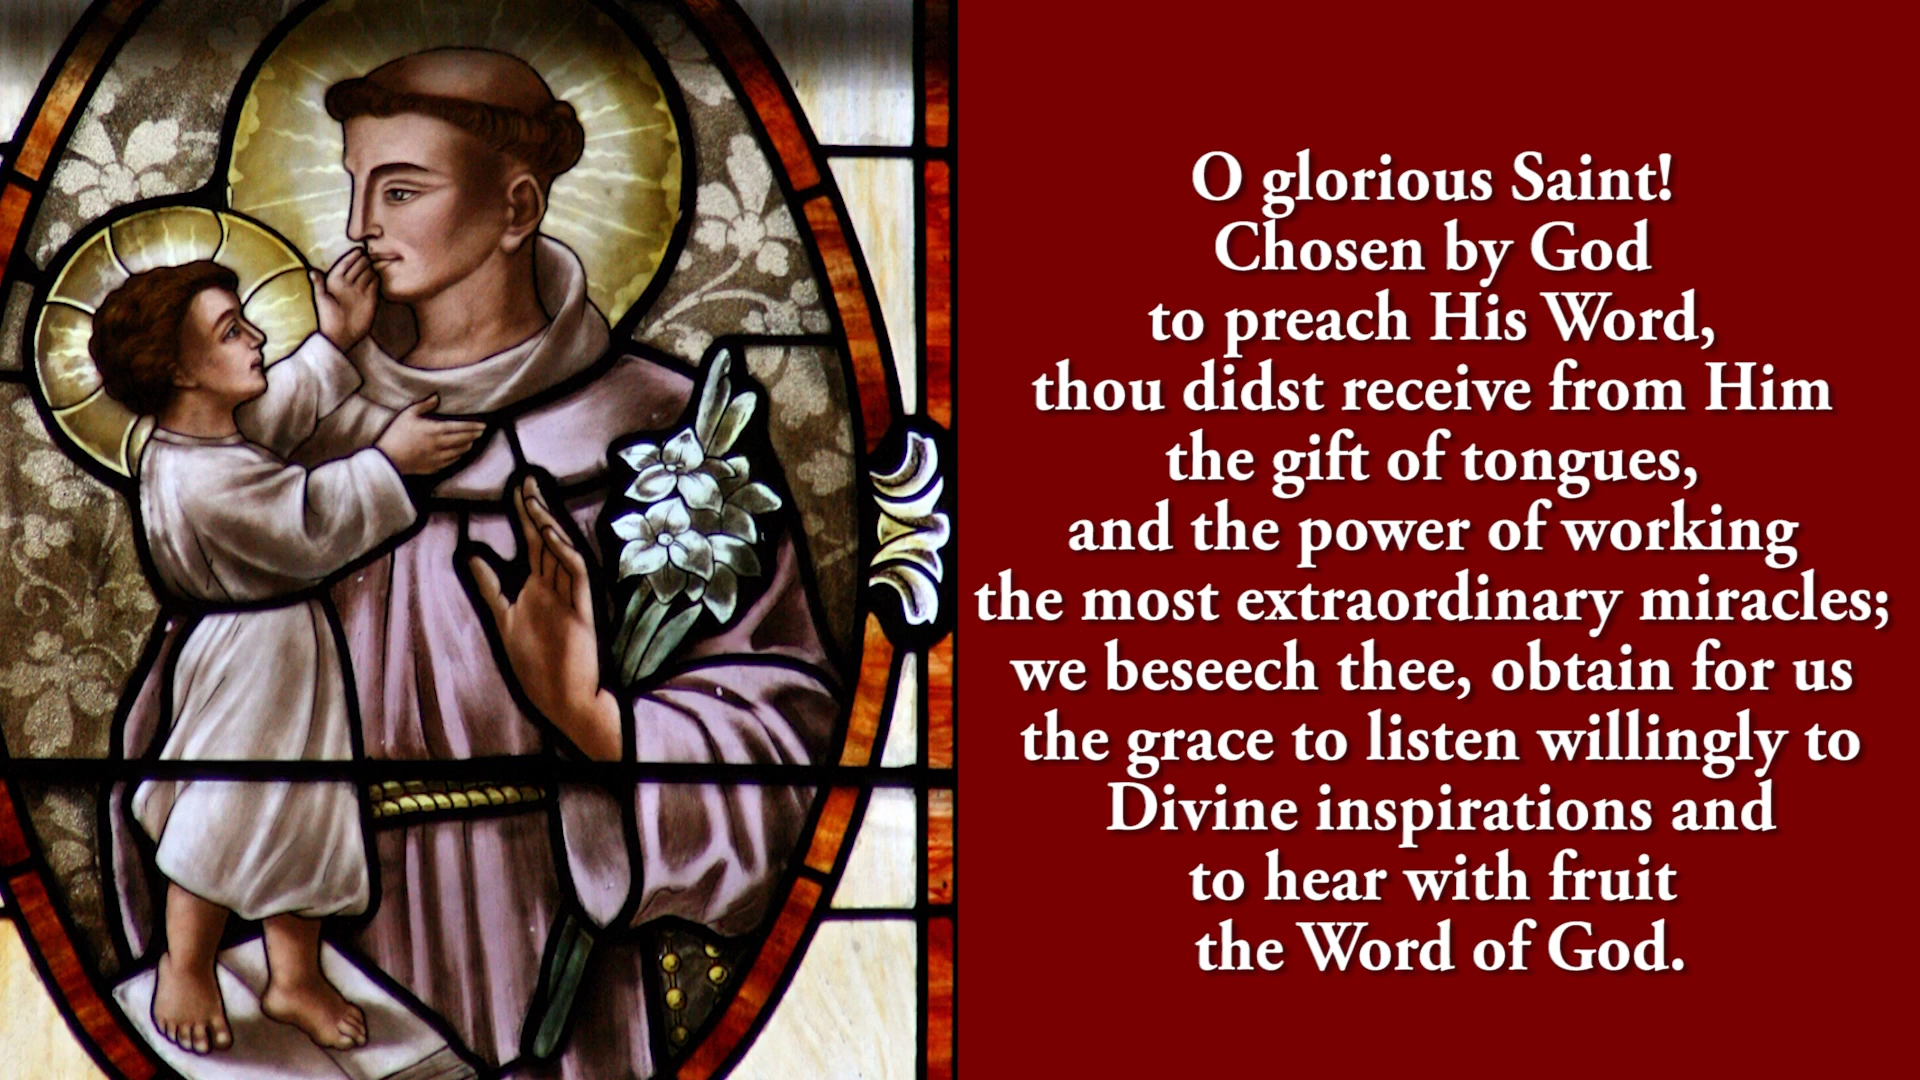 O glorious Saint!
Chosen by God
to preach His Word,
thou didst receive from Him
the gift of tongues,
and the power of working
the most extraordinary miracles;
we beseech thee, obtain for us
the grace to listen willingly to
Divine inspirations and
to hear with fruit
the Word of God.